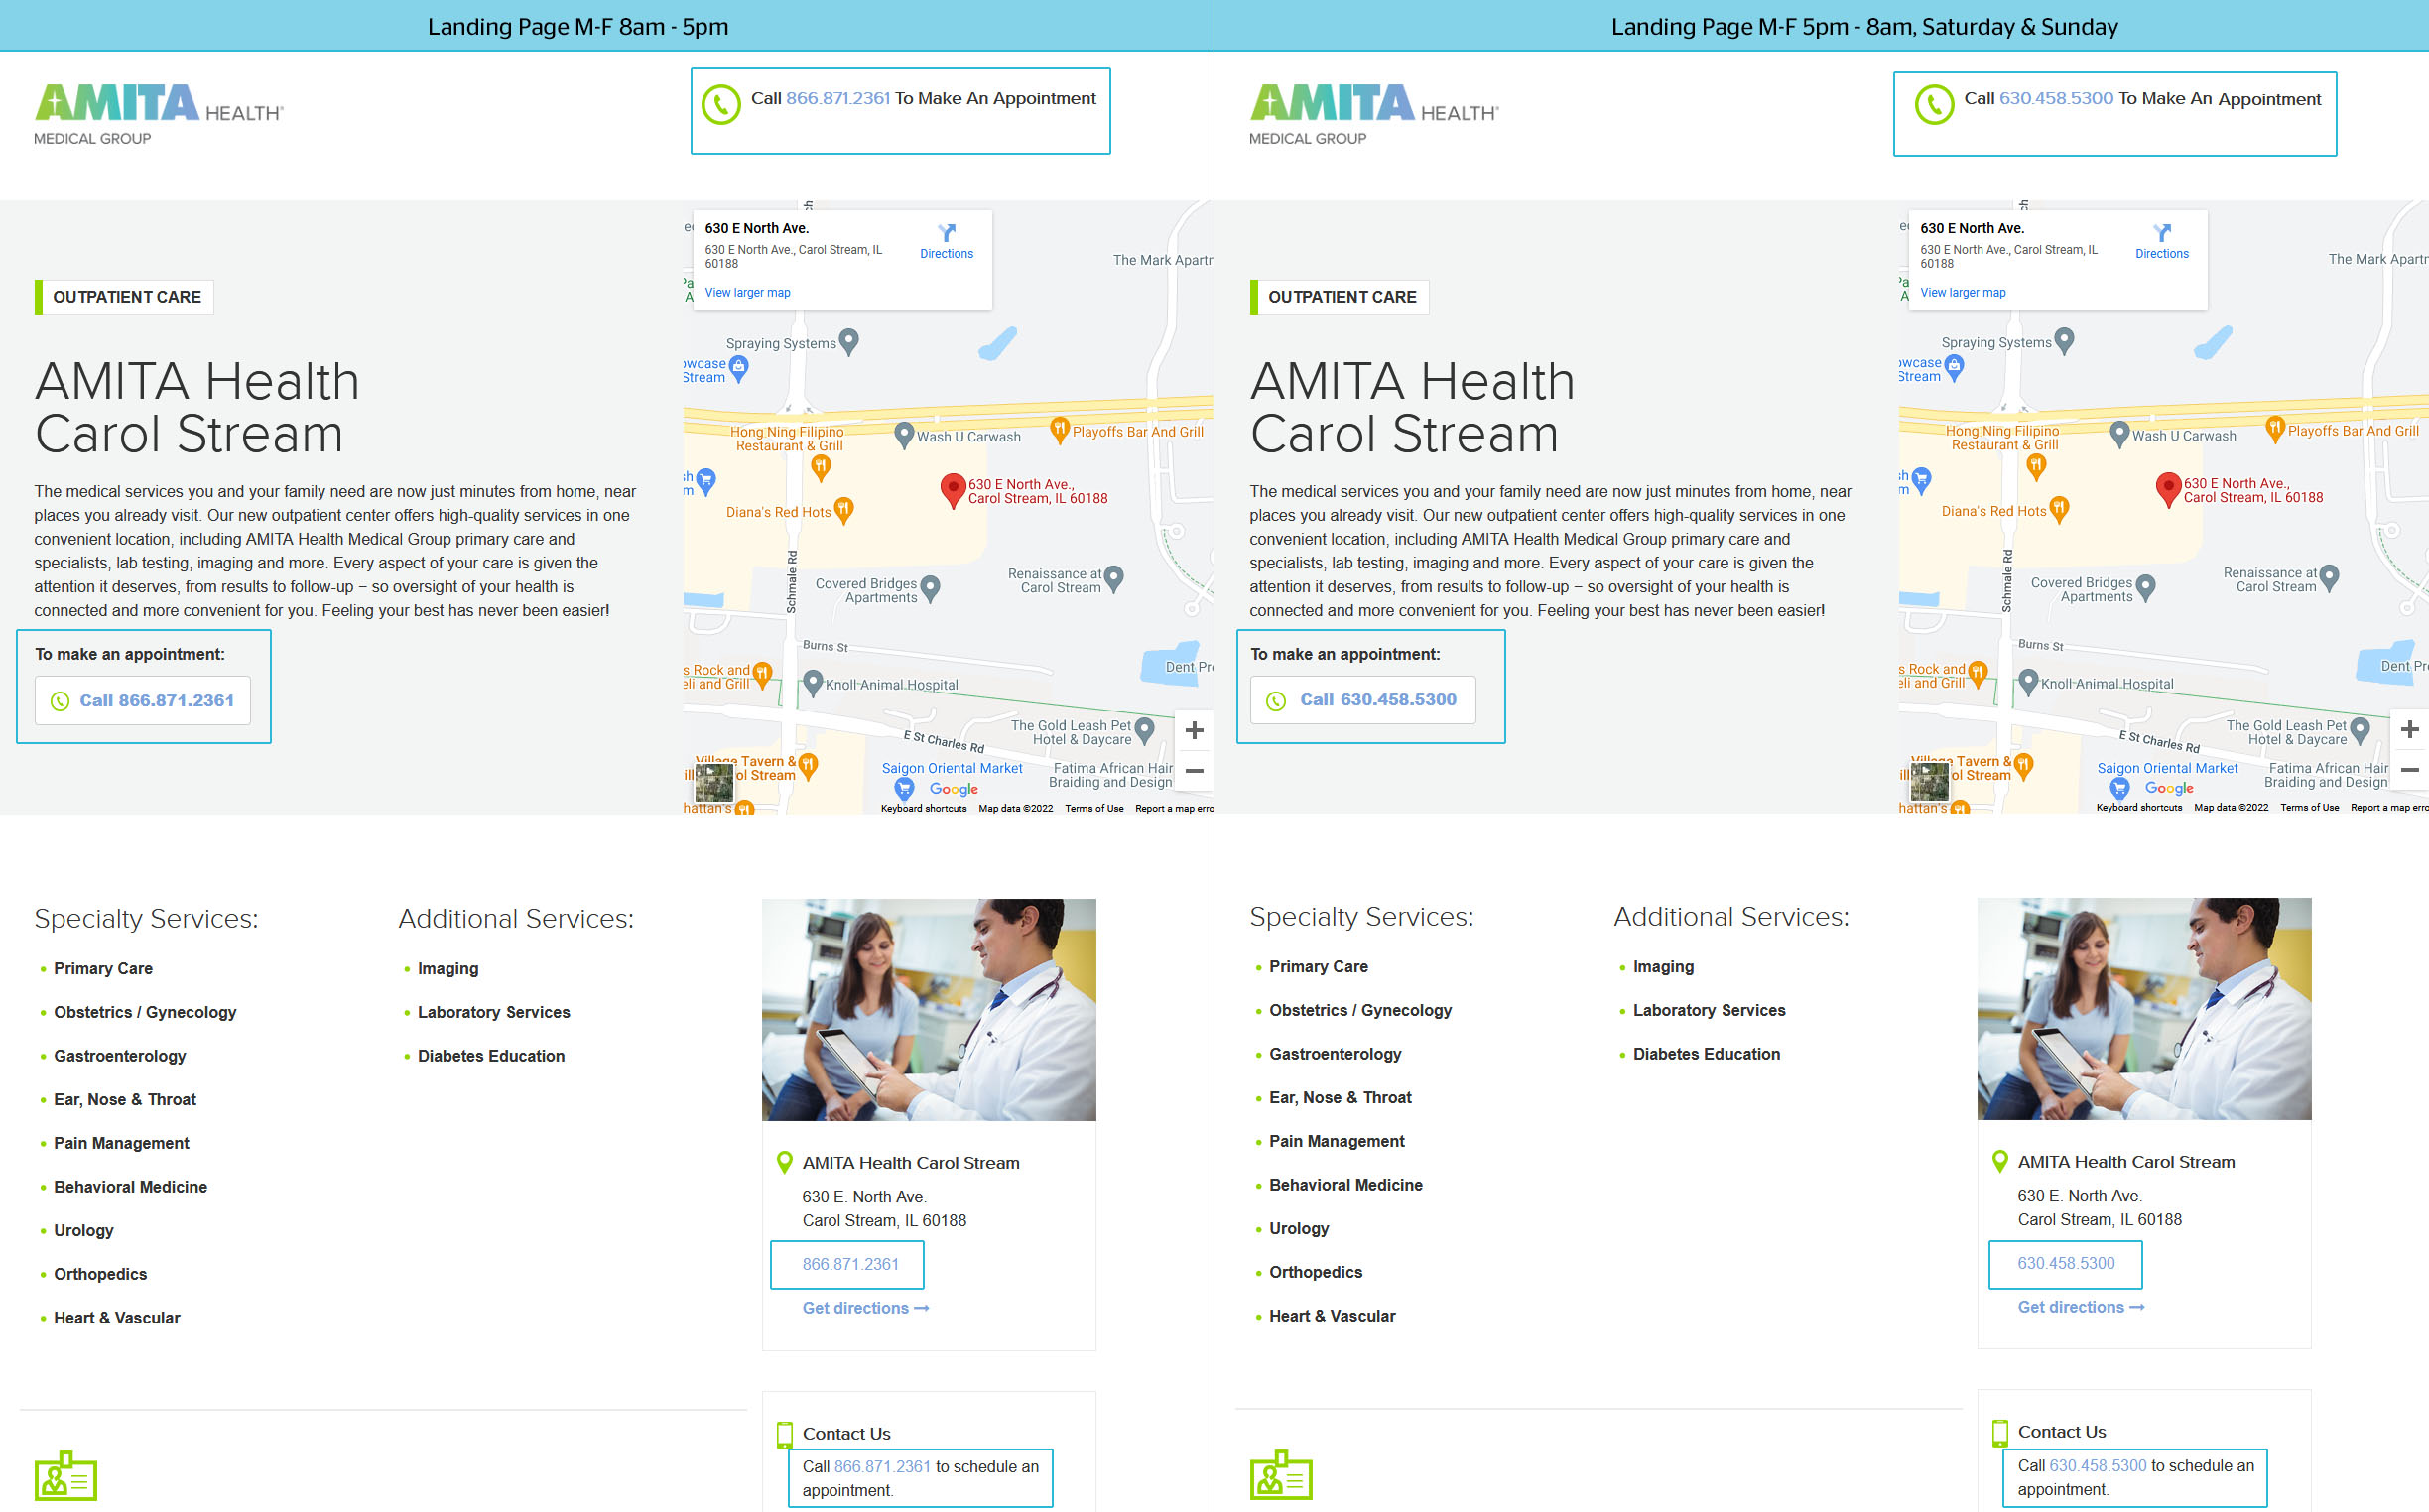 Landing Page M-F 8am - 5pm
AMITA HEALTH®
MEDICAL GROUP
Call 866.871.2361 To Make An Appointment
OUTPATIENT CARE
AMITA Health
Carol Stream
The medical services you and your family need are now just minutes from home, near
places you already visit. Our new outpatient center offers high-quality services in one
convenient location, including AMITA Health Medical Group primary care and
specialists, lab testing, imaging and more. Every aspect of your care is given the
attention it deserves, from results to follow-up – so oversight of your health is
connected and more convenient for you. Feeling your best has never been easier!
To make an appointment:
Call 866.871.2361
630 E North Ave.
630 E North Ave., Carol Stream, IL
60188
Directions
View larger map
The Mark Apartm
Spraying Systems
owcase
Stream
Hong Ning Filipino
Restaurant & Grill
Wash U Carwash
Playoffs Bar And Grill
630 E North Ave.,
Carol Stream, IL 60188
Diana's Red Hots
Schmale Rd
Covered Bridges
Apartments
Renaissance at
Carol Stream
Burns St
Dent Pr
s Rock and
eli and Grill
Knoll Animal Hospital
The Gold Leash Pet
Hotel & Daycare
E St Charles Rd
Village Tavern &
ol Stream
Saigon Oriental Market
Fatima African Hair
Braiding and Design
hattan's
Google
Keyboard shortcuts Map data ©2022 Terms of Use Report a map erro
Specialty Services:
Primary Care
Obstetrics / Gynecology
Gastroenterology
Ear, Nose & Throat
Pain Management
Behavioral Medicine
Urology
Orthopedics
Heart & Vascular
Additional Services:
Imaging
Laboratory Services
Diabetes Education
AMITA Health Carol Stream
630 E. North Ave.
Carol Stream, IL 60188
866.871.2361
Get directions
Contact Us
Call 866.871.2361 to schedule an
appointment.
Landing Page M-F 5pm - 8am, Saturday & Sunday
AMITA HEALTH®
MEDICAL GROUP
Call 630.458.5300 To Make An Appointment
OUTPATIENT CARE
AMITA Health
Carol Stream
The medical services you and your family need are now just minutes from home, near
places you already visit. Our new outpatient center offers high-quality services in one
convenient location, including AMITA Health Medical Group primary care and
specialists, lab testing, imaging and more. Every aspect of your care is given the
attention it deserves, from results to follow-up – so oversight of your health is
connected and more convenient for you. Feeling your best has never been easier!
To make an appointment:
Call 630.458.5300
630 E North Ave.
630 E North Ave., Carol Stream, IL
60188
Directions
View larger map
The Mark Apartm
Spraying Systems
owcase
Stream
Hong Ning Filipino
Restaurant & Grill
Wash U Carwash
Playoffs Bar And Grill
630 E North Ave.,
Carol Stream, IL 60188
Diana's Red Hots
Schmale Rd
Covered Bridges
Apartments
Renaissance at
Carol Stream
Burns St
Dent Pr
s Rock and
eli and Grill
Knoll Animal Hospital
The Gold Leash Pet
Hotel & Daycare
E St Charles Rd
Village Tavern &
ol Stream
Saigon Oriental Market
Fatima African Hair
Braiding and Design
hattan's
Google
Keyboard shortcuts Map data ©2022 Terms of Use Report a map erro
Specialty Services:
Primary Care
Obstetrics / Gynecology
Gastroenterology
Ear, Nose & Throat
Pain Management
Behavioral Medicine
Urology
Orthopedics
Heart & Vascular
Additional Services:
Imaging
Laboratory Services
Diabetes Education
AMITA Health Carol Stream
630 E. North Ave.
Carol Stream, IL 60188
630.458.5300
Get directions
Contact Us
Call 630.458.5300 to schedule an
appointment.